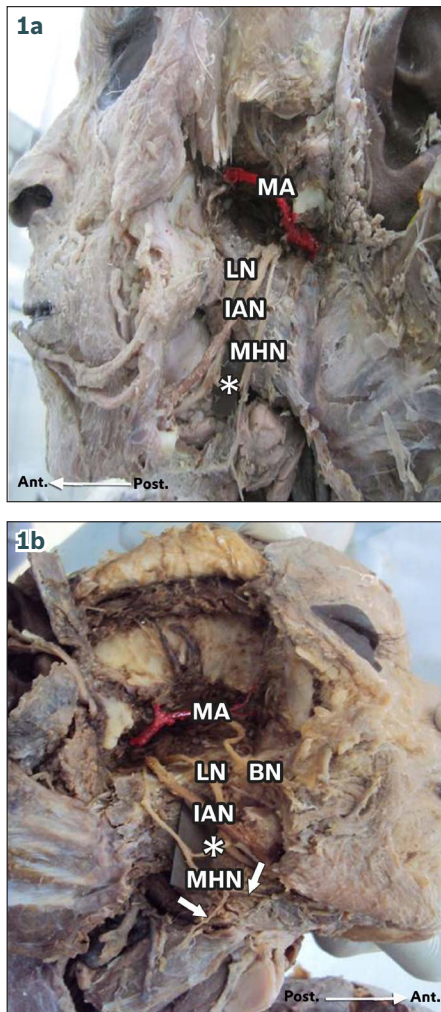 1a
MA
LN
IAN
MHN
*
Ant. Post.
1b
MA
LN BN
IAN
*
MHN
Post. Ant.